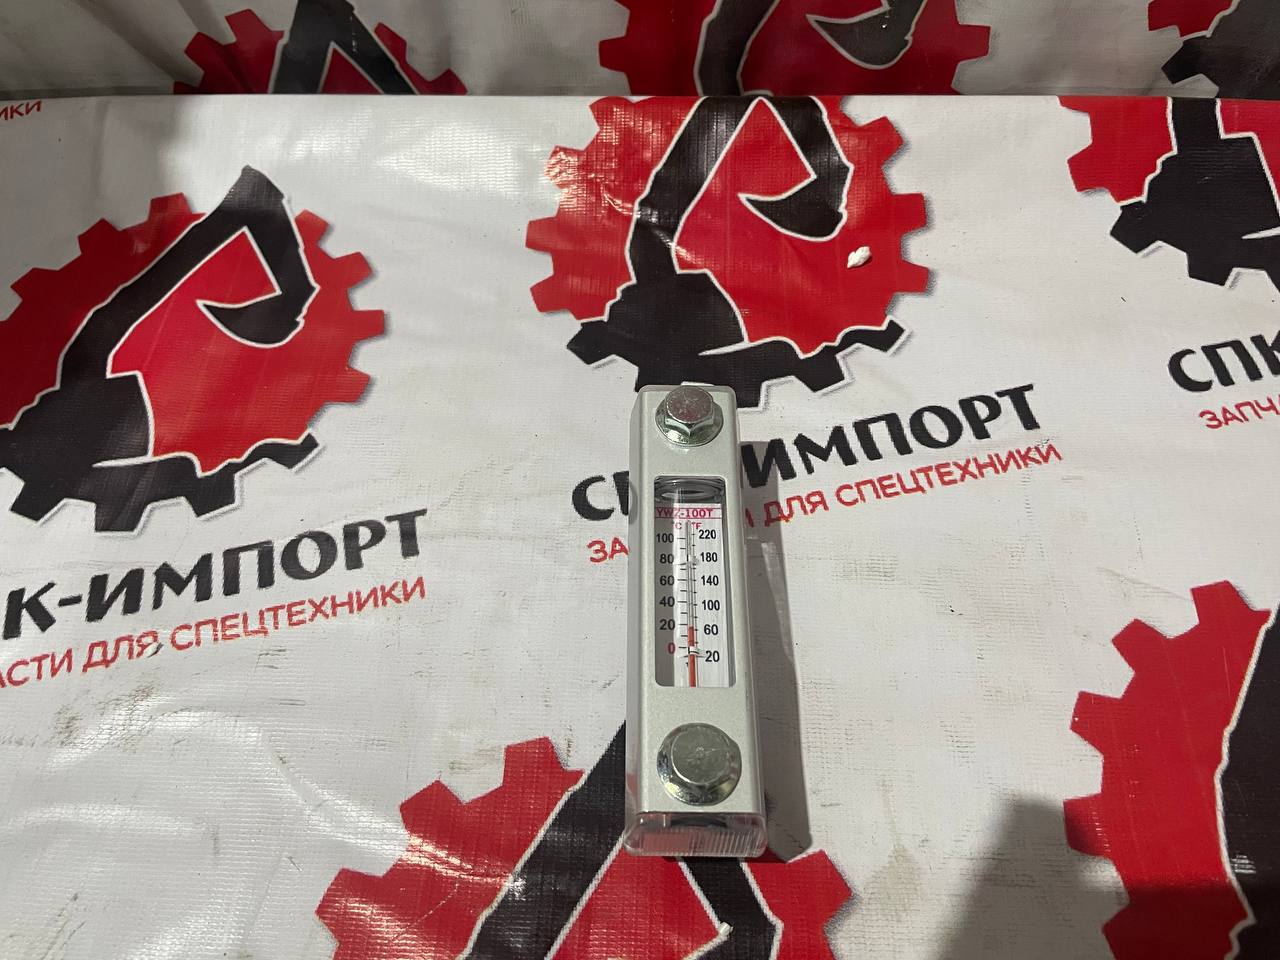 ИКИ
СПК-ИМПОРТ
ЗАПЧА
К-ИМПОРТ
АСТИ ДЛЯ СПЕЦТЕХНИКИ
СП
ИМПОРТ
ЗА
ДЛЯ СПЕЦТЕХНИКИ
YWZ-100T
°C °F
100 220
80 180
60 140
40 100
20 60
0 20